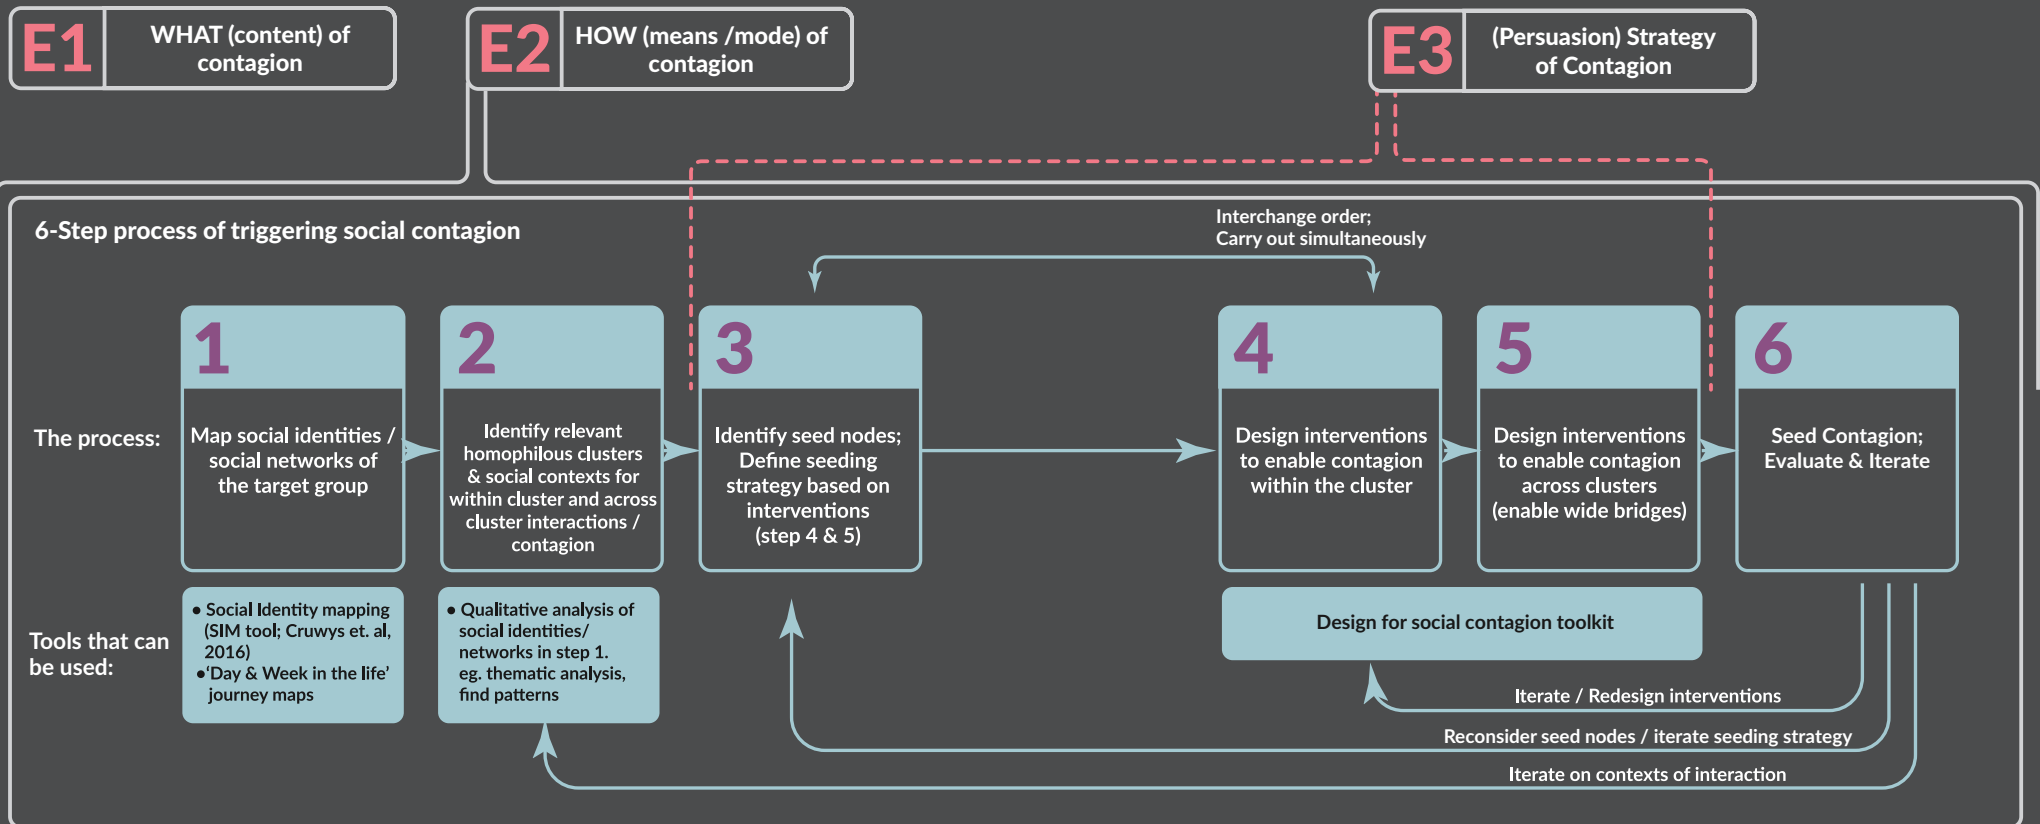 E1
WHAT (content) of
contagion
E2
HOW (means /mode) of
contagion
E3
(Persuasion) Strategy
of Contagion
6-Step process of triggering social contagion
Interchange order;
Carry out simultaneously
The process:
1
Map social identities /
social networks of
the target group
2
Identify relevant
homophilous clusters
& social contexts for
within cluster and across
cluster interactions /
contagion
3
Identify seed nodes;
Define seeding
strategy based on
interventions
(step 4 & 5)
4
Design interventions
to enable contagion
within the cluster
5
Design interventions
to enable contagion
across clusters
(enable wide bridges)
6
Seed Contagion;
Evaluate & Iterate
Tools that can
be used:
• Social Identity mapping
(SIM tool; Cruwys et. al,
2016)
•‘Day & Week in the life’
journey maps
• Qualitative analysis of
social identities/
networks in step 1.
eg. thematic analysis,
find patterns
Design for social contagion toolkit
Iterate / Redesign interventions
Reconsider seed nodes / iterate seeding strategy
Iterate on contexts of interaction